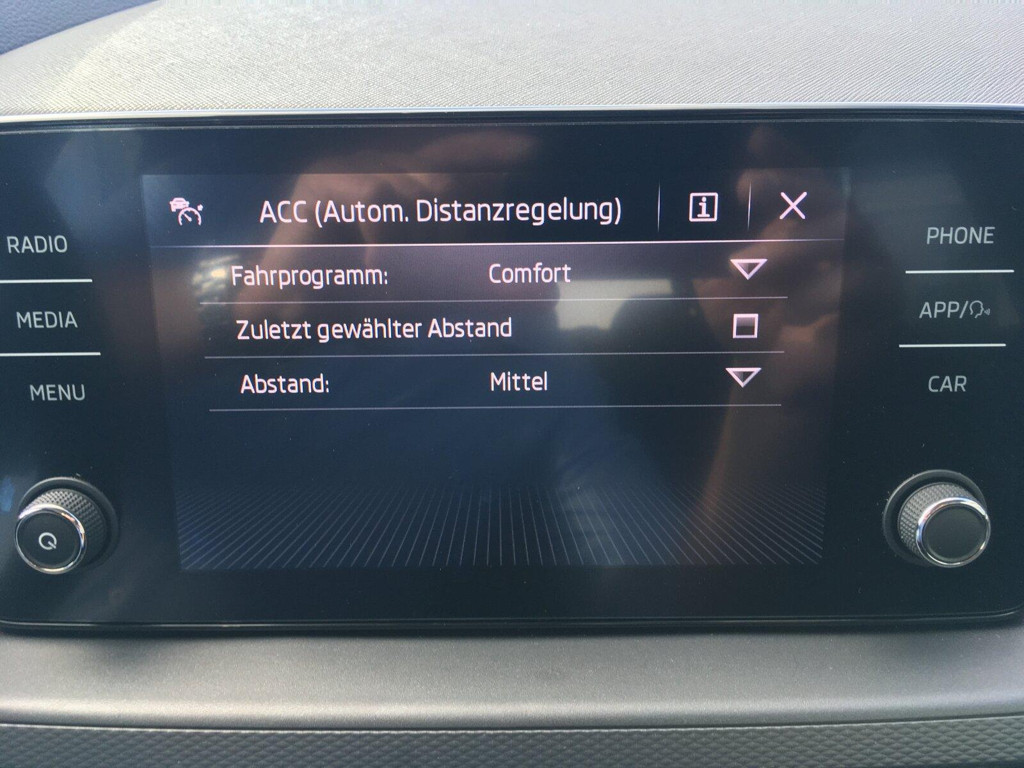 ACC (Autom. Distanzregelung) i
RADIO
PHONE
Fahrprogramm: Comfort
MEDIA
Zuletzt gewählter Abstand
APP/
MENU
Abstand: Mittel
CAR